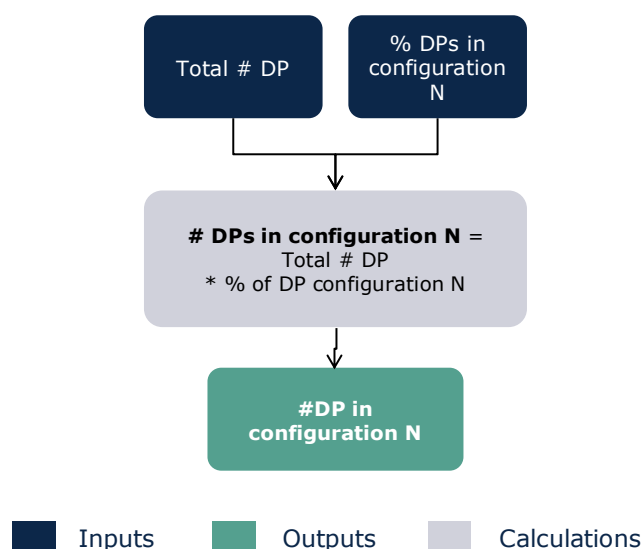 Total # DP
% DPs in
configuration
N
# DPs in configuration N =
Total # DP
* % of DP configuration N
#DP in
configuration N
Inputs
Outputs
Calculations